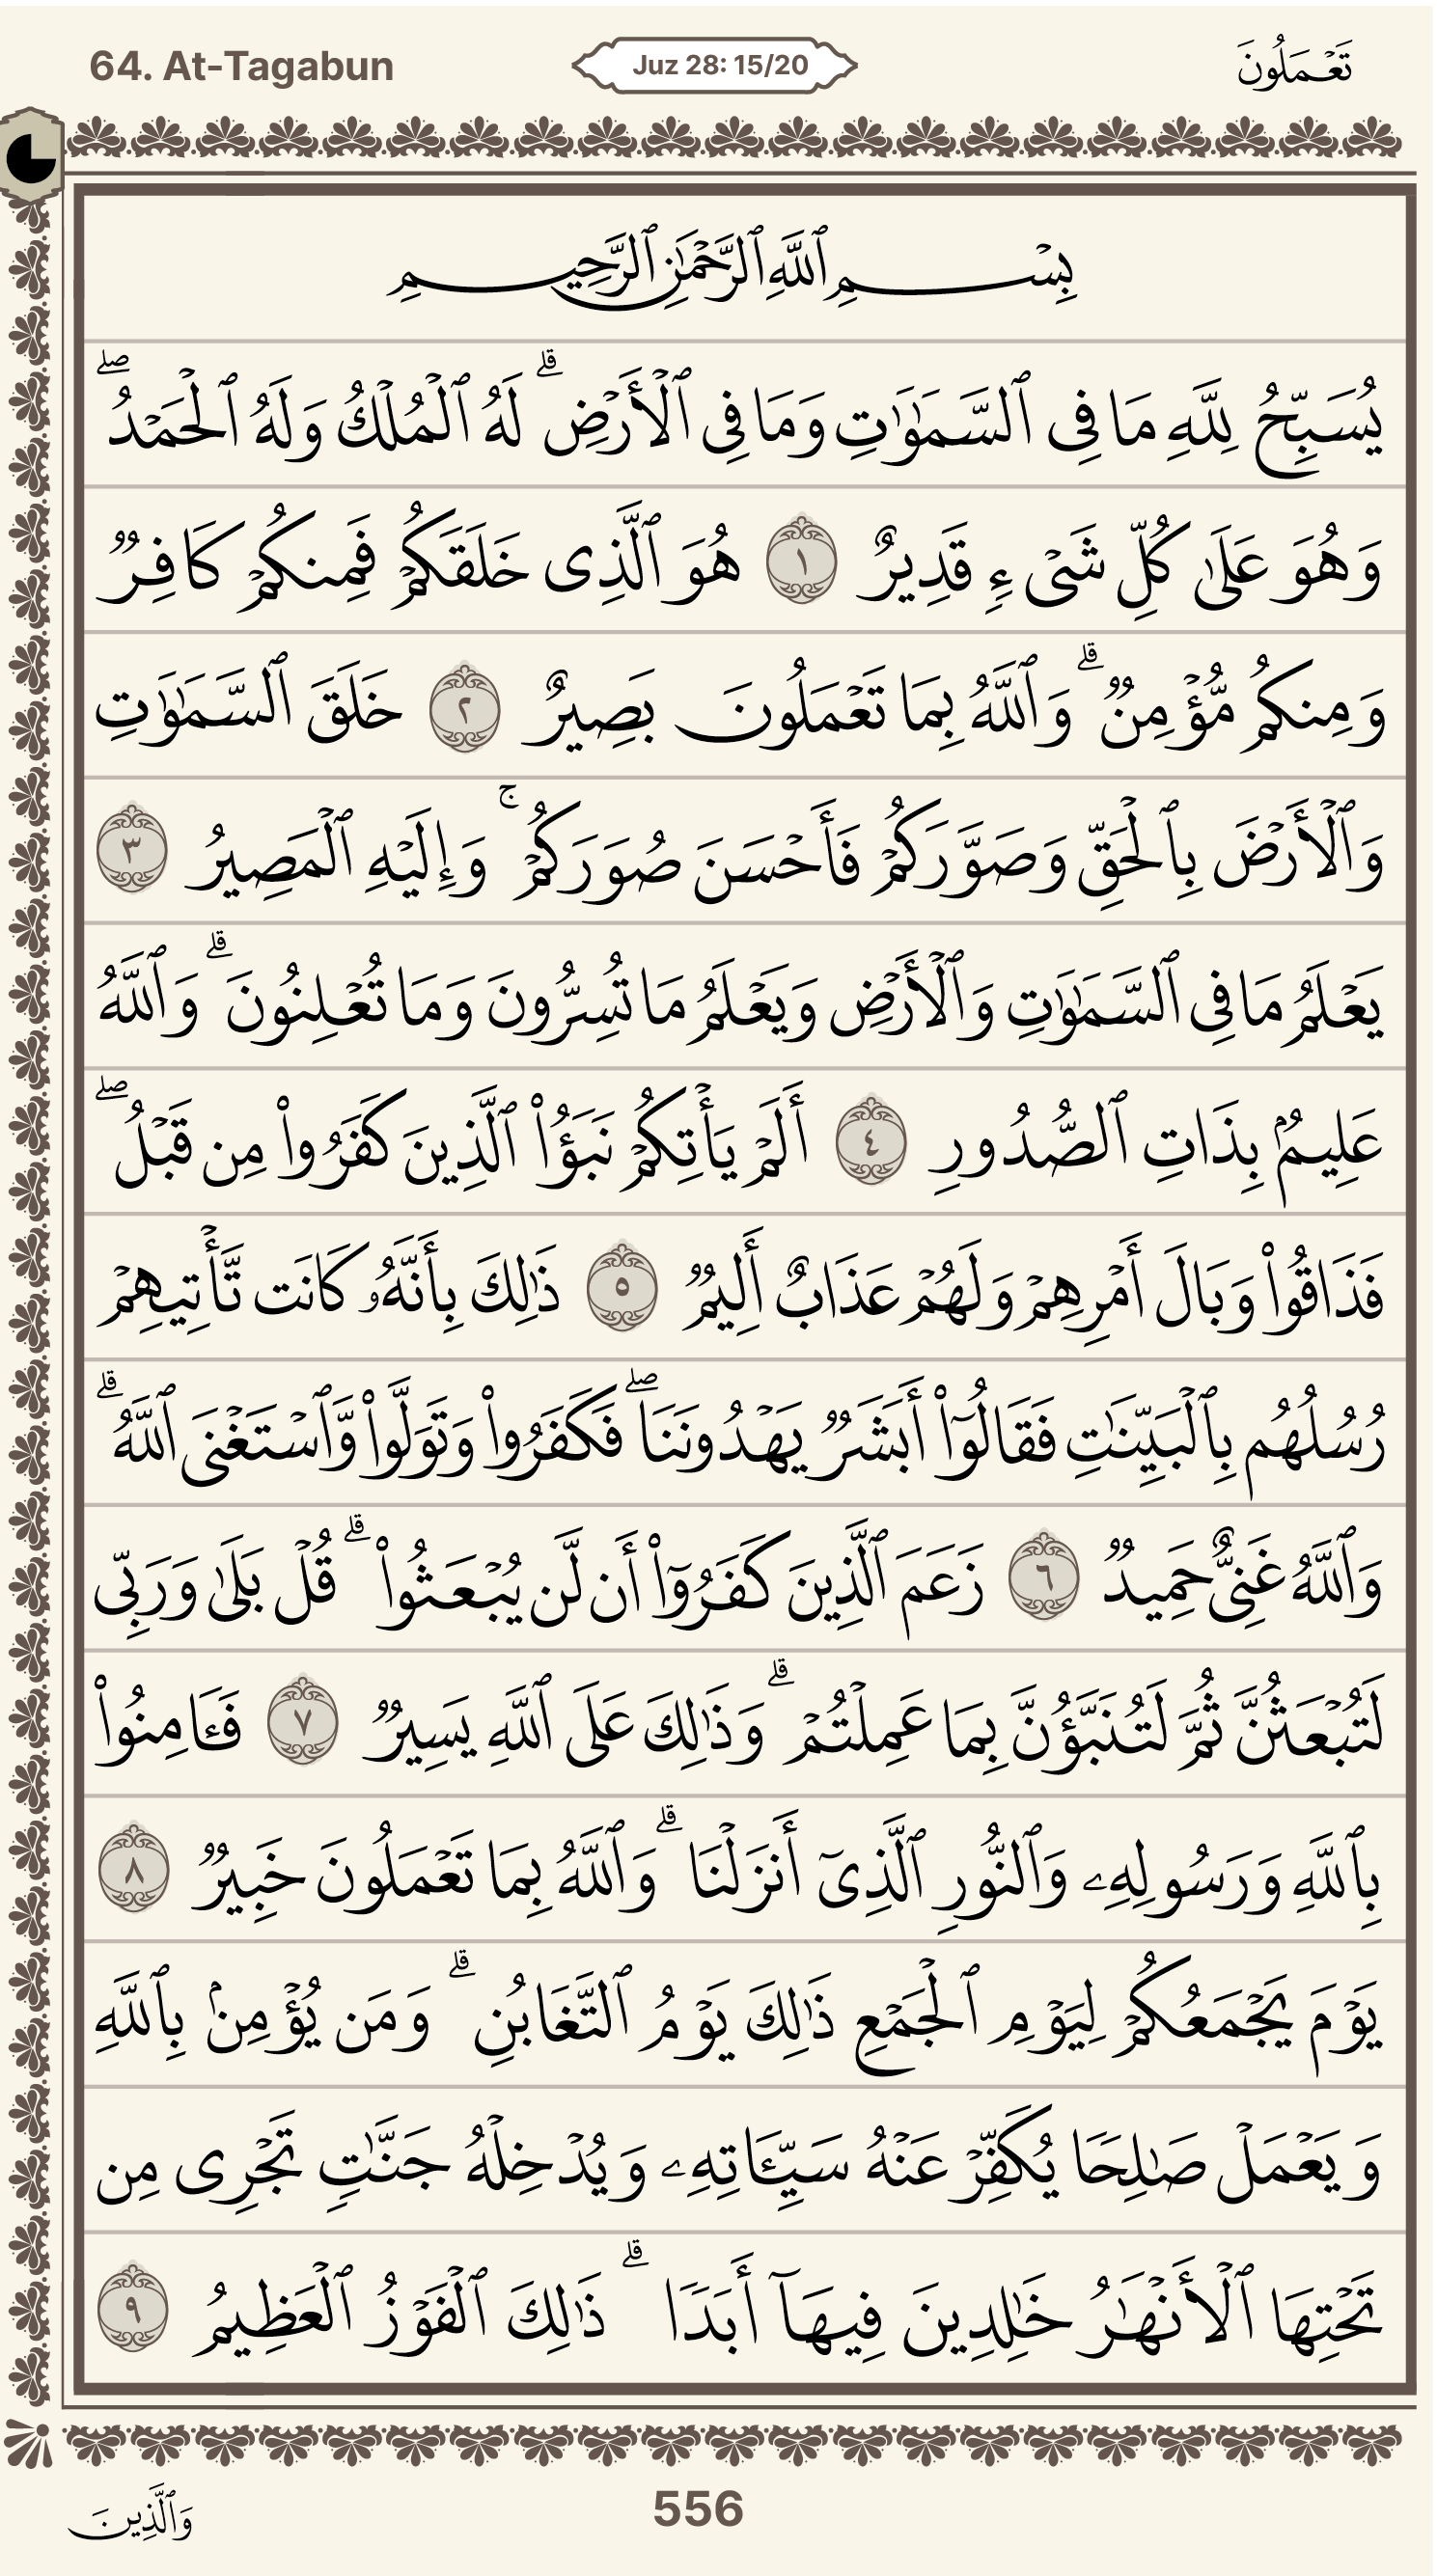 64. At-Tagabun
Juz 28: 15/20
تَعۡمَلُونَ
بِسۡمِ ٱللَّهِ ٱلرَّحۡمَٰنِ ٱلرَّحِيمِ
يُسَبِّحُ لِلَّهِ مَا فِى ٱلسَّمَٰوَٰتِ وَمَا فِى ٱلۡأَرۡضِۗ لَهُ ٱلۡمُلۡكُ وَلَهُ ٱلۡحَمۡدُۖ
وَهُوَ عَلَىٰ كُلِّ شَىۡءٍ قَدِيرٌ ١ هُوَ ٱلَّذِى خَلَقَكُمۡ فَمِنكُمۡ كَافِرٞ
وَمِنكُم مُّؤۡمِنٞۗ وَٱللَّهُ بِمَا تَعۡمَلُونَ بَصِيرٌ ٢ خَلَقَ ٱلسَّمَٰوَٰتِ
وَٱلۡأَرۡضَ بِٱلۡحَقِّ وَصَوَّرَكُمۡ فَأَحۡسَنَ صُوَرَكُمۡۚ وَإِلَيۡهِ ٱلۡمَصِيرُ ٣
يَعۡلَمُ مَا فِى ٱلسَّمَٰوَٰتِ وَٱلۡأَرۡضِ وَيَعۡلَمُ مَا تُسِرُّونَ وَمَا تُعۡلِنُونَۗ وَٱللَّهُ
عَلِيمُۢ بِذَاتِ ٱلصُّدُورِ ٤ أَلَمۡ يَأۡتِكُمۡ نَبَؤُاْ ٱلَّذِينَ كَفَرُواْ مِن قَبۡلُۖ
فَذَاقُواْ وَبَالَ أَمۡرِهِمۡ وَلَهُمۡ عَذَابٌ أَلِيمٞ ٥ ذَٰلِكَ بِأَنَّهُۥ كَانَت تَّأۡتِيهِمۡ
رُسُلُهُم بِٱلۡبَيِّنَٰتِ فَقَالُوٓاْ أَبَشَرٞ يَهۡدُونَنَاۖ فَكَفَرُواْ وَتَوَلَّواْ وَّٱسۡتَغۡنَى ٱللَّهُۗ
وَٱللَّهُ غَنِىٌّ حَمِيدٞ ٦ زَعَمَ ٱلَّذِينَ كَفَرُوٓاْ أَن لَّن يُبۡعَثُواْۗ قُلۡ بَلَىٰ وَرَبِّى
لَتُبۡعَثُنَّ ثُمَّ لَتُنَبَّؤُنَّ بِمَا عَمِلۡتُمۡۗ وَذَٰلِكَ عَلَى ٱللَّهِ يَسِيرٞ ٧ فَـَٔامِنُواْ
بِٱللَّهِ وَرَسُولِهِۦ وَٱلنُّورِ ٱلَّذِىٓ أَنزَلۡنَاۗ وَٱللَّهُ بِمَا تَعۡمَلُونَ خَبِيرٞ ٨
يَوۡمَ يَجۡمَعُكُمۡ لِيَوۡمِ ٱلۡجَمۡعِ ذَٰلِكَ يَوۡمُ ٱلتَّغَابُنِۗ وَمَن يُؤۡمِنۢ بِٱللَّهِ
وَيَعۡمَلۡ صَٰلِحٗا يُكَفِّرۡ عَنۡهُ سَيِّـَٔاتِهِۦ وَيُدۡخِلۡهُ جَنَّٰتٖ تَجۡرِى مِن
تَحۡتِهَا ٱلۡأَنۡهَٰرُ خَٰلِدِينَ فِيهَآ أَبَدٗاۗ ذَٰلِكَ ٱلۡفَوۡزُ ٱلۡعَظِيمُ ٩
556
وَٱلَّذِينَ